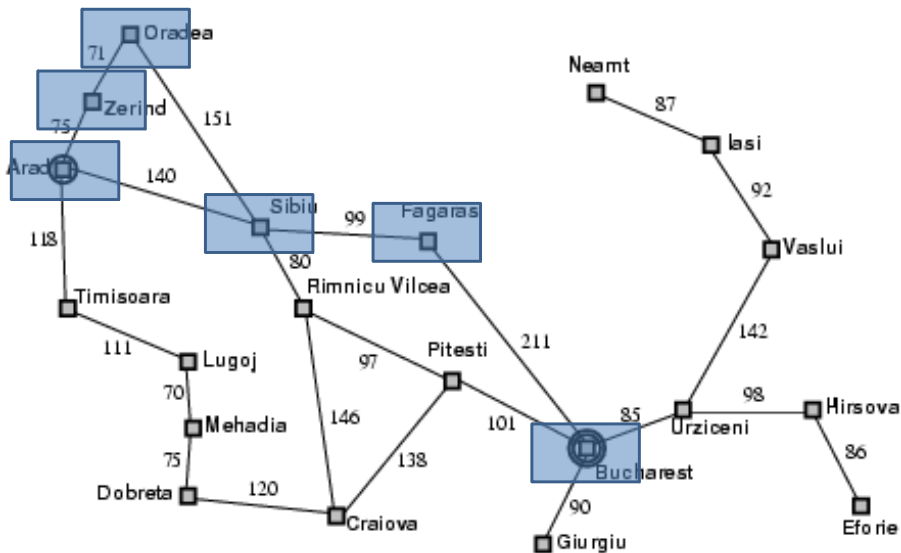 Oradea
71
Neamt
87
Zerind
75
151
Iasi
Arad
140
92
Sibiu
99
Fagaras
118
80
Vaslui
Rimnicu Vilcea
Timisoara
142
111
Lugoj
97
Pitesti
211
70
98
Hirsova
Mehadia
146
101
85
Urziceni
75
138
86
Bucharest
Dobreta
120
90
Craiova
Eforie
Giurgiu